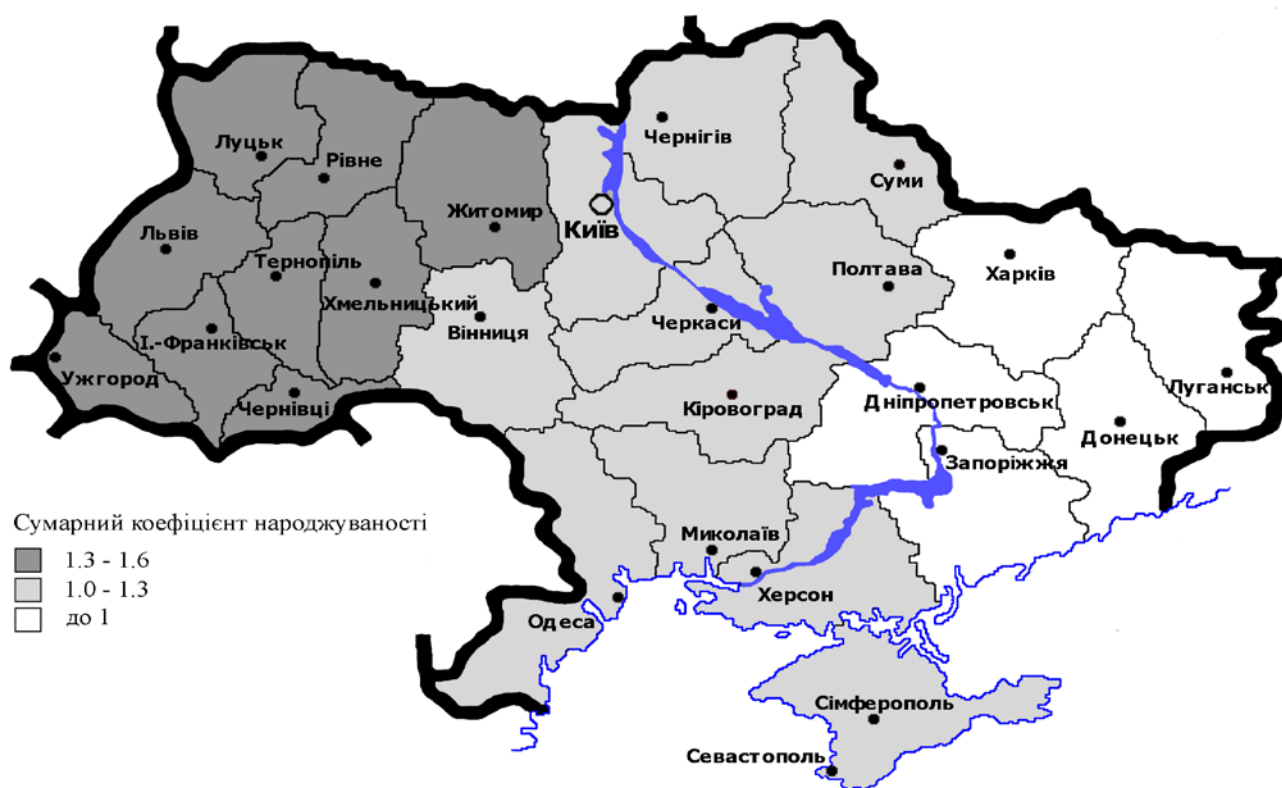 Чернігів
Луцьк
Рівне
Суми
Житомир
Київ
Львів
Тернопіль
Полтава
Харків
Хмельницький
Вінниця
Черкаси
І.-Франківськ
Ужгород
Чернівці
Кіровоград
Дніпропетровськ
Луганськ
Донецьк
Запоріжжя
Сумарний коефіцієнт народжуваності
1.3 - 1.6
1.0 - 1.3
до 1
Миколаїв
Херсон
Одеса
Сімферополь
Севастополь